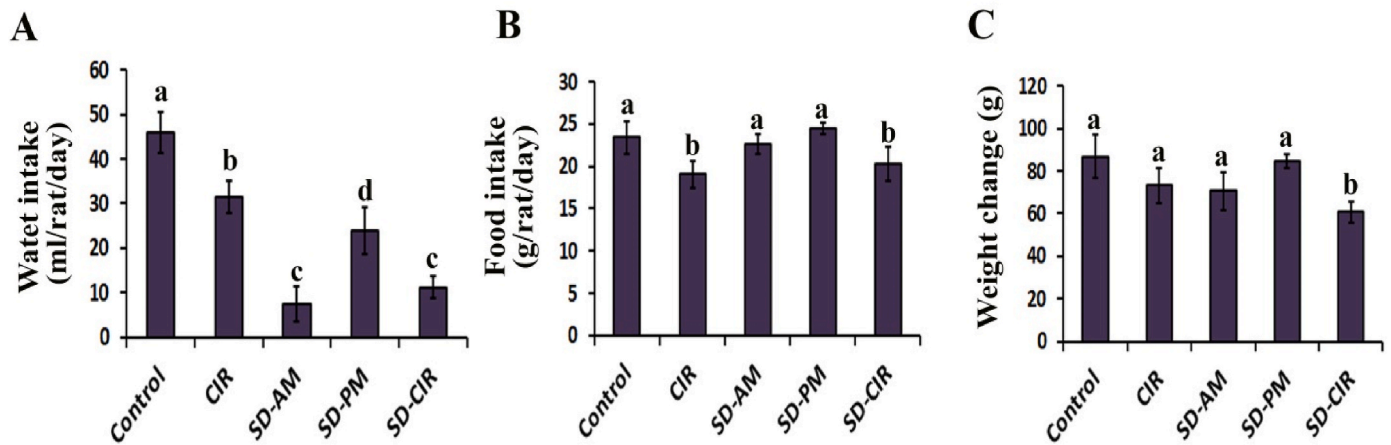 A
Watet intake
(ml/rat/day)
60
50
40
30
20
10
0
a
b
c
d
c
Control
CIR
SD-AM
SD-PM
SD-CIR
B
Food intake
(g/rat/day)
30
25
20
15
10
5
0
a
b
a
a
b
Control
CIR
SD-AM
SD-PM
SD-CIR
C
Weight change (g)
120
100
80
60
40
20
0
a
a
a
a
b
Control
CIR
SD-AM
SD-PM
SD-CIR